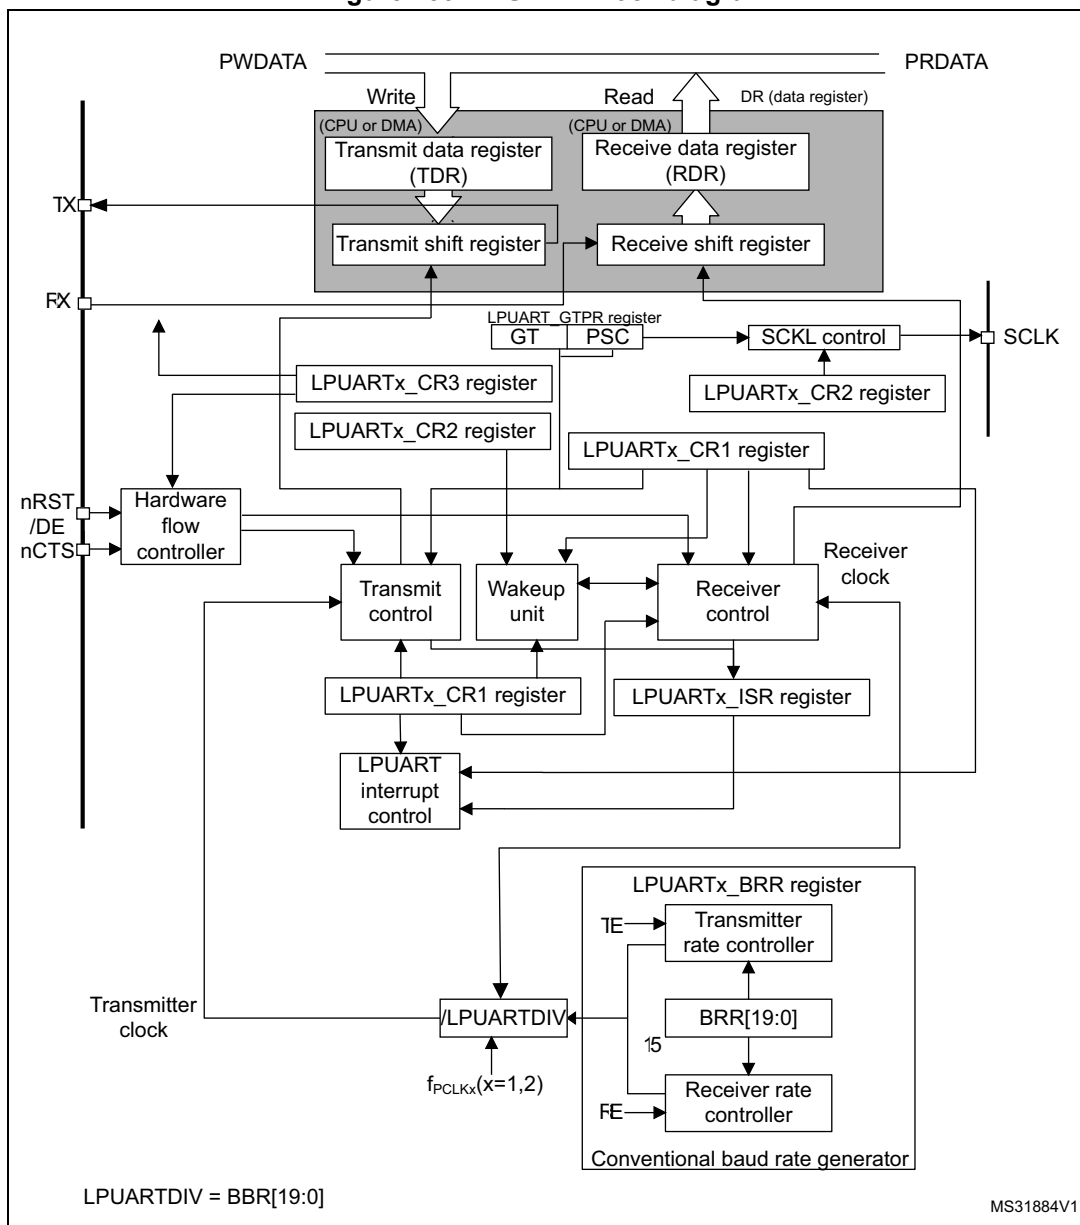 PWDATA
PRDATA
Write
Read
DR (data register)
(CPU or DMA)
(CPU or DMA)
Transmit data register
(TDR)
Receive data register
(RDR)
TX
Transmit shift register
Receive shift register
RX
LPUART_GTPR register
GT
PSC
SCKL control
SCLK
LPUARTx_CR3 register
LPUARTx_CR2 register
LPUARTx_CR2 register
LPUARTx_CR1 register
nRST
/DE
nCTS
Hardware
flow
controller
Receiver
clock
Transmit
control
Wakeup
unit
Receiver
control
LPUARTx_CR1 register
LPUARTx_ISR register
LPUART
interrupt
control
LPUARTx_BRR register
TE
Transmitter
rate controller
Transmitter
clock
/LPUARTDIV
BRR[19:0]
15
fPCLKx(x=1,2)
RE
Receiver rate
controller
Conventional baud rate generator
LPUARTDIV = BBR[19:0]
MS31884V1